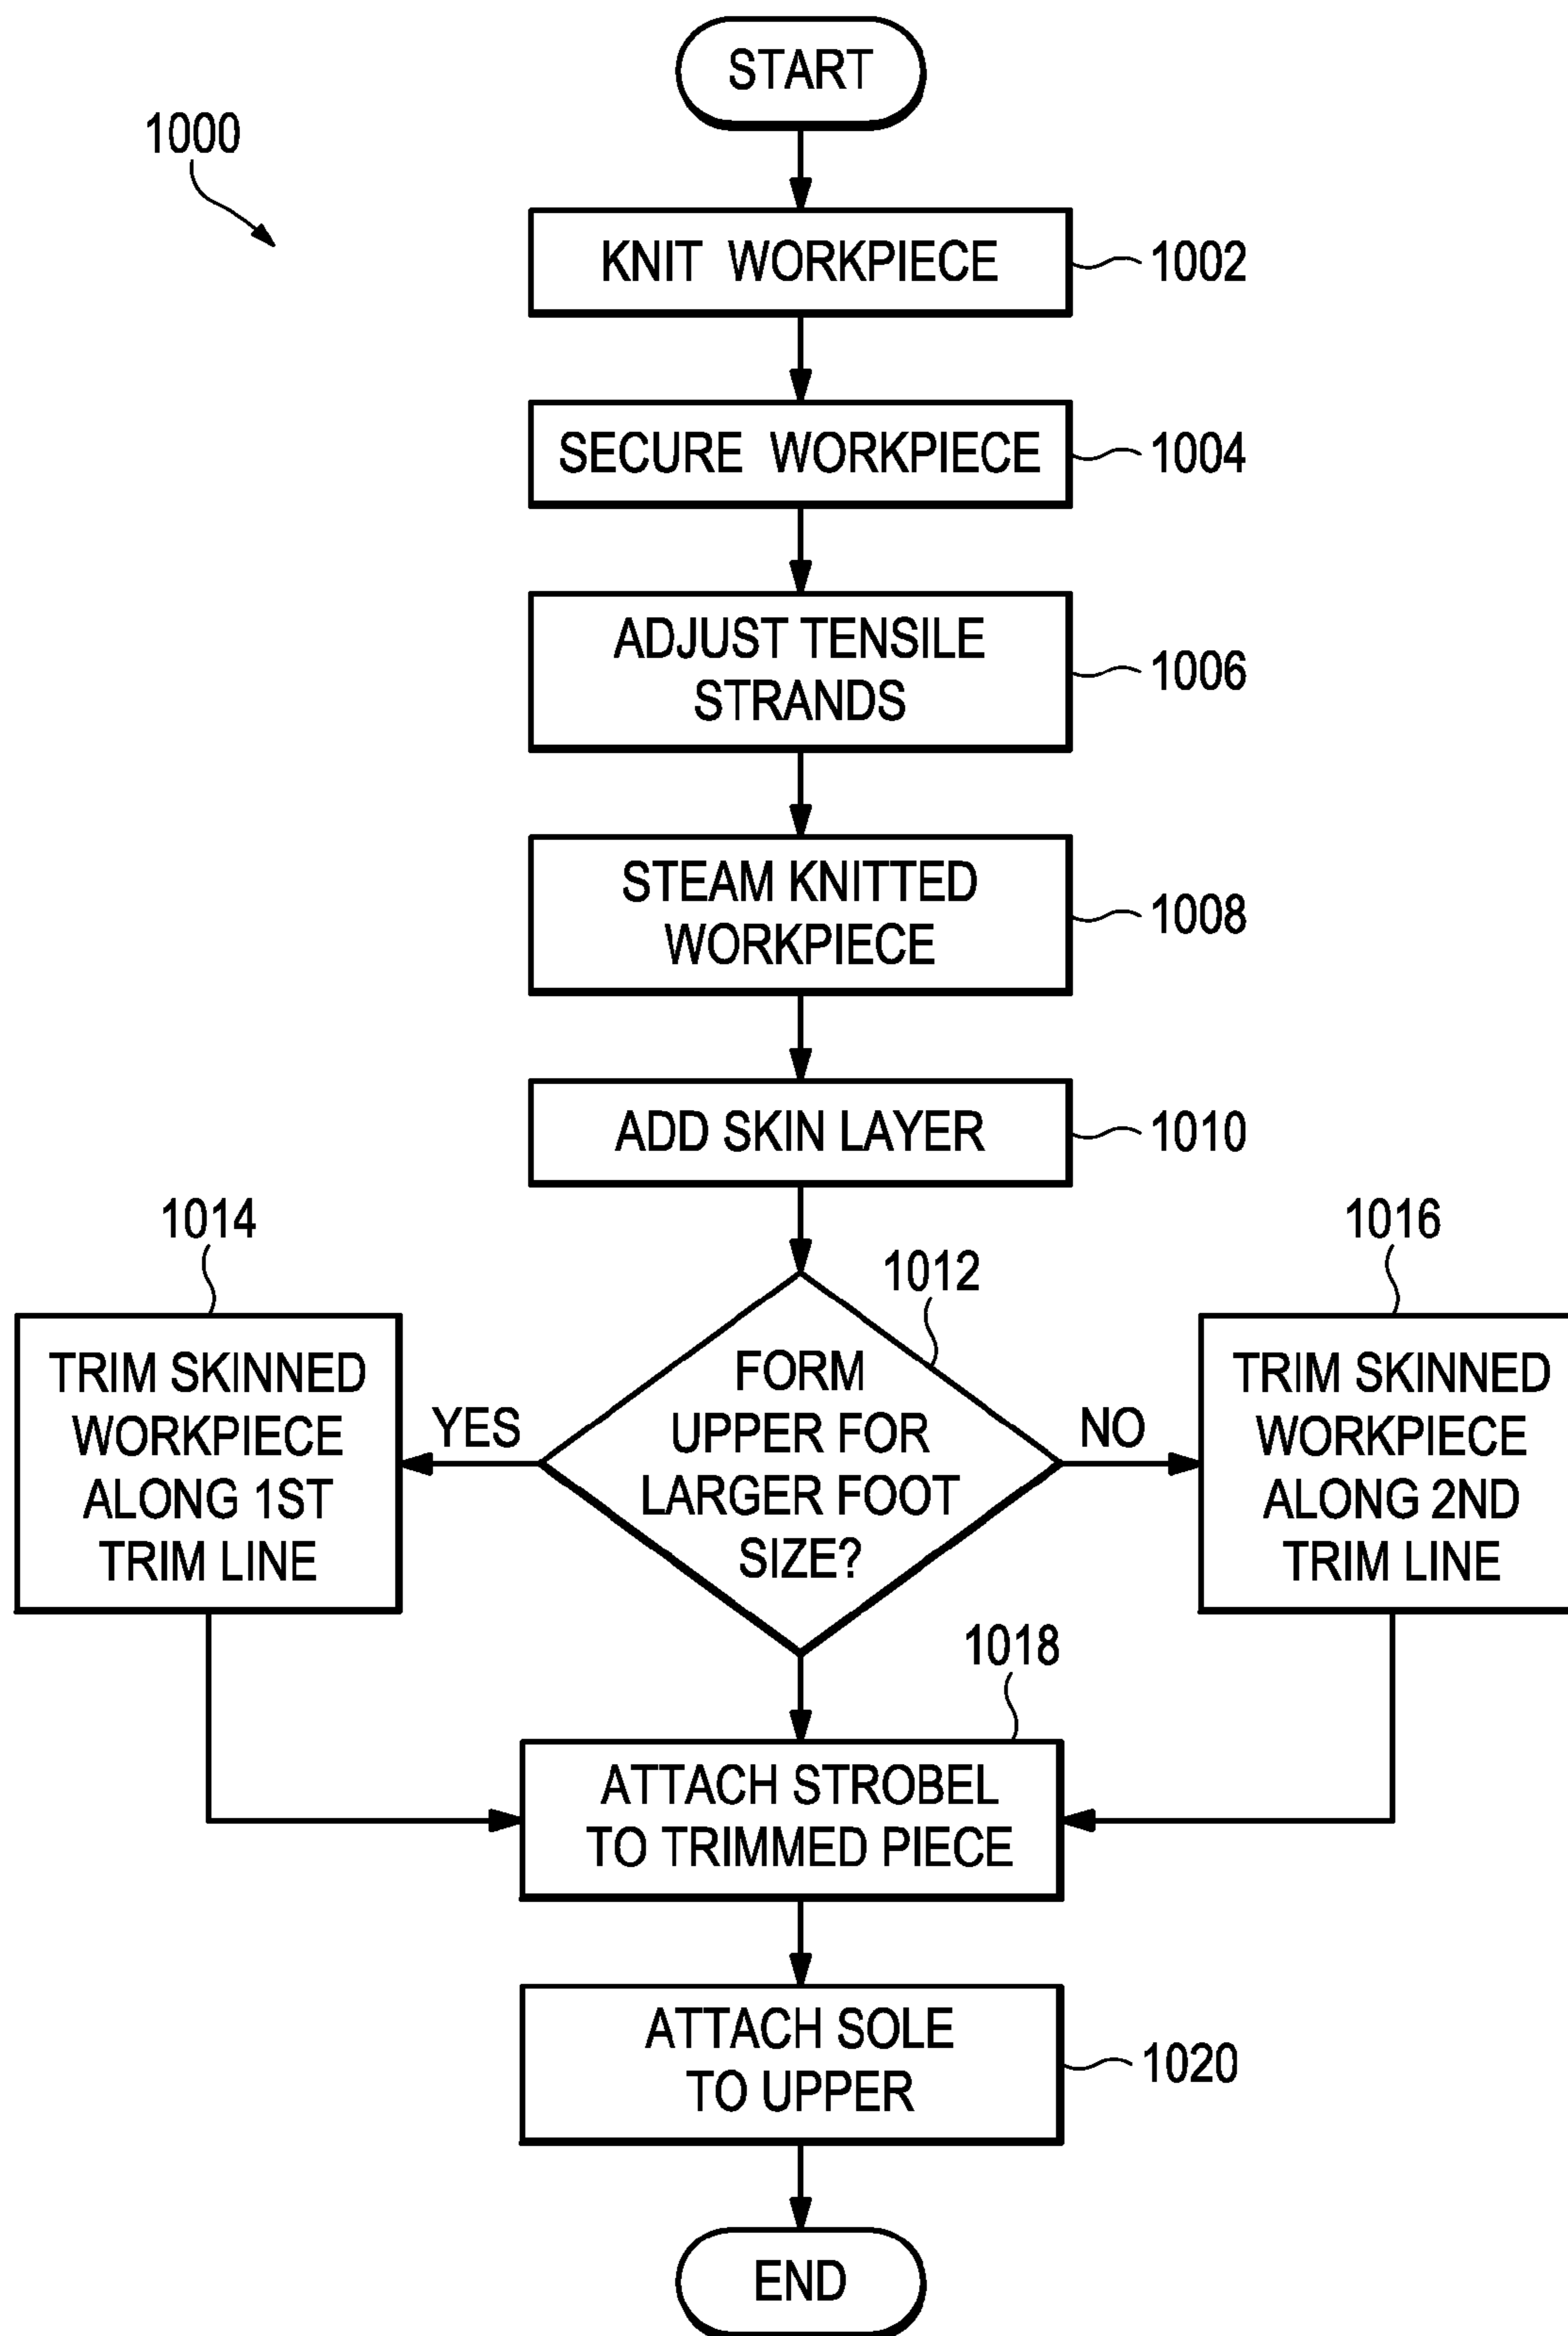 START
1000
KNIT WORKPIECE
1002
SECURE WORKPIECE
1004
ADJUST TENSILE
STRANDS
1006
STEAM KNITTED
WORKPIECE
1008
ADD SKIN LAYER
1010
1014
TRIM SKINNED
WORKPIECE
ALONG 1ST
TRIM LINE
YES
1012
FORM
UPPER FOR
LARGER FOOT
SIZE?
NO
1016
TRIM SKINNED
WORKPIECE
ALONG 2ND
TRIM LINE
1018
ATTACH STROBEL
TO TRIMMED PIECE
ATTACH SOLE
TO UPPER
1020
END